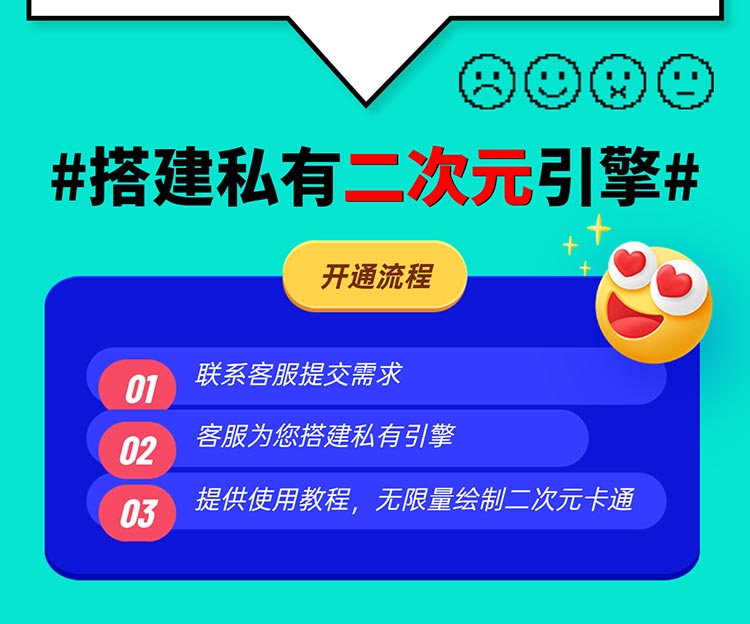 #搭建私有二次元引擎#
开通流程
01 联系客服提交需求
02 客服为您搭建私有引擎
03 提供使用教程，无限量绘制二次元卡通